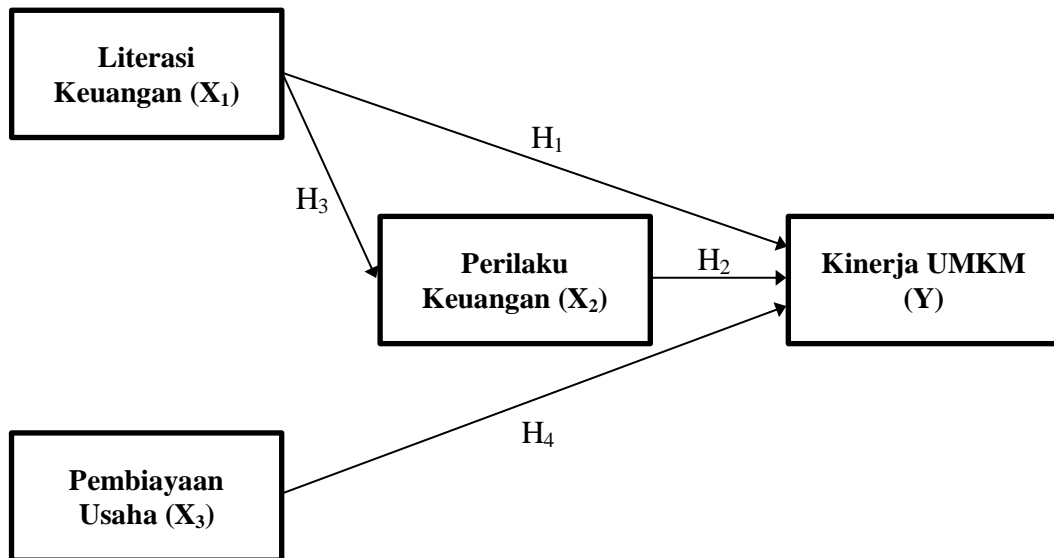 Literasi
Keuangan (X₁)
H₁
H₃
Perilaku
Keuangan (X₂)
H₂
Kinerja UMKM
(Y)
H₄
Pembiayaan
Usaha (X₃)